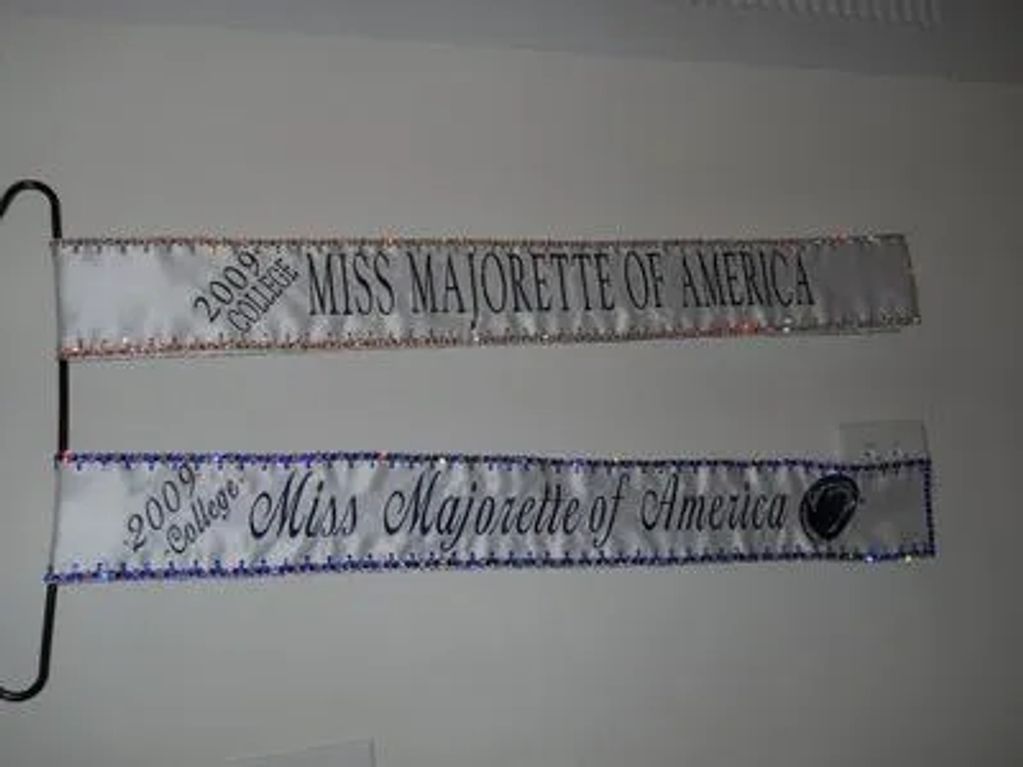 2009
COLLEGE
MISS MAJORETTE OF AMERICA
-2009-
-College-
Miss Majorette of America